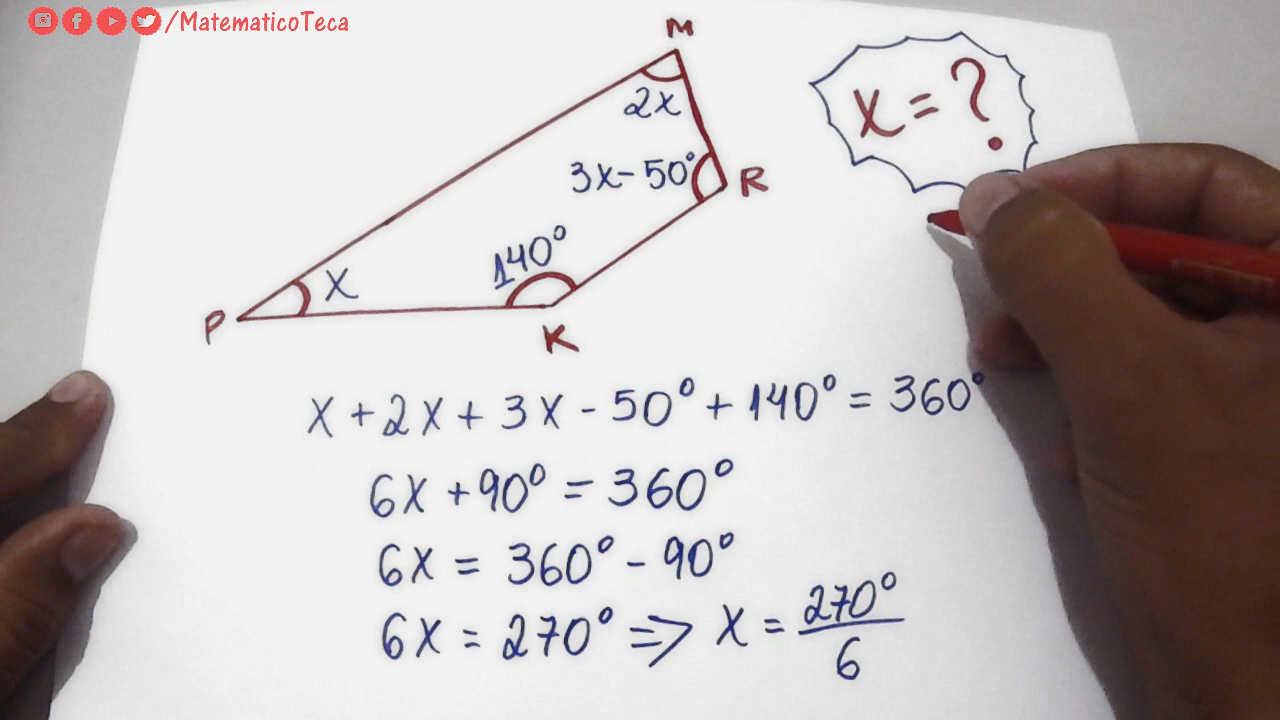 /MatematicoTeca
M
2x
x = ?
3x - 50°
R
140°
x
P
K
x + 2x + 3x - 50° + 140° = 360°
6x + 90° = 360°
6x = 360° - 90°
6x = 270° => x = 270°/6